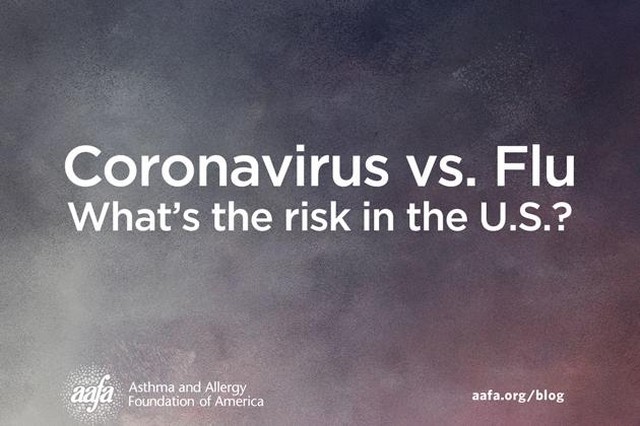 Coronavirus vs. Flu
What's the risk in the U.S.?
aafa
Asthma and Allergy
Foundation of America
aafa.org/blog